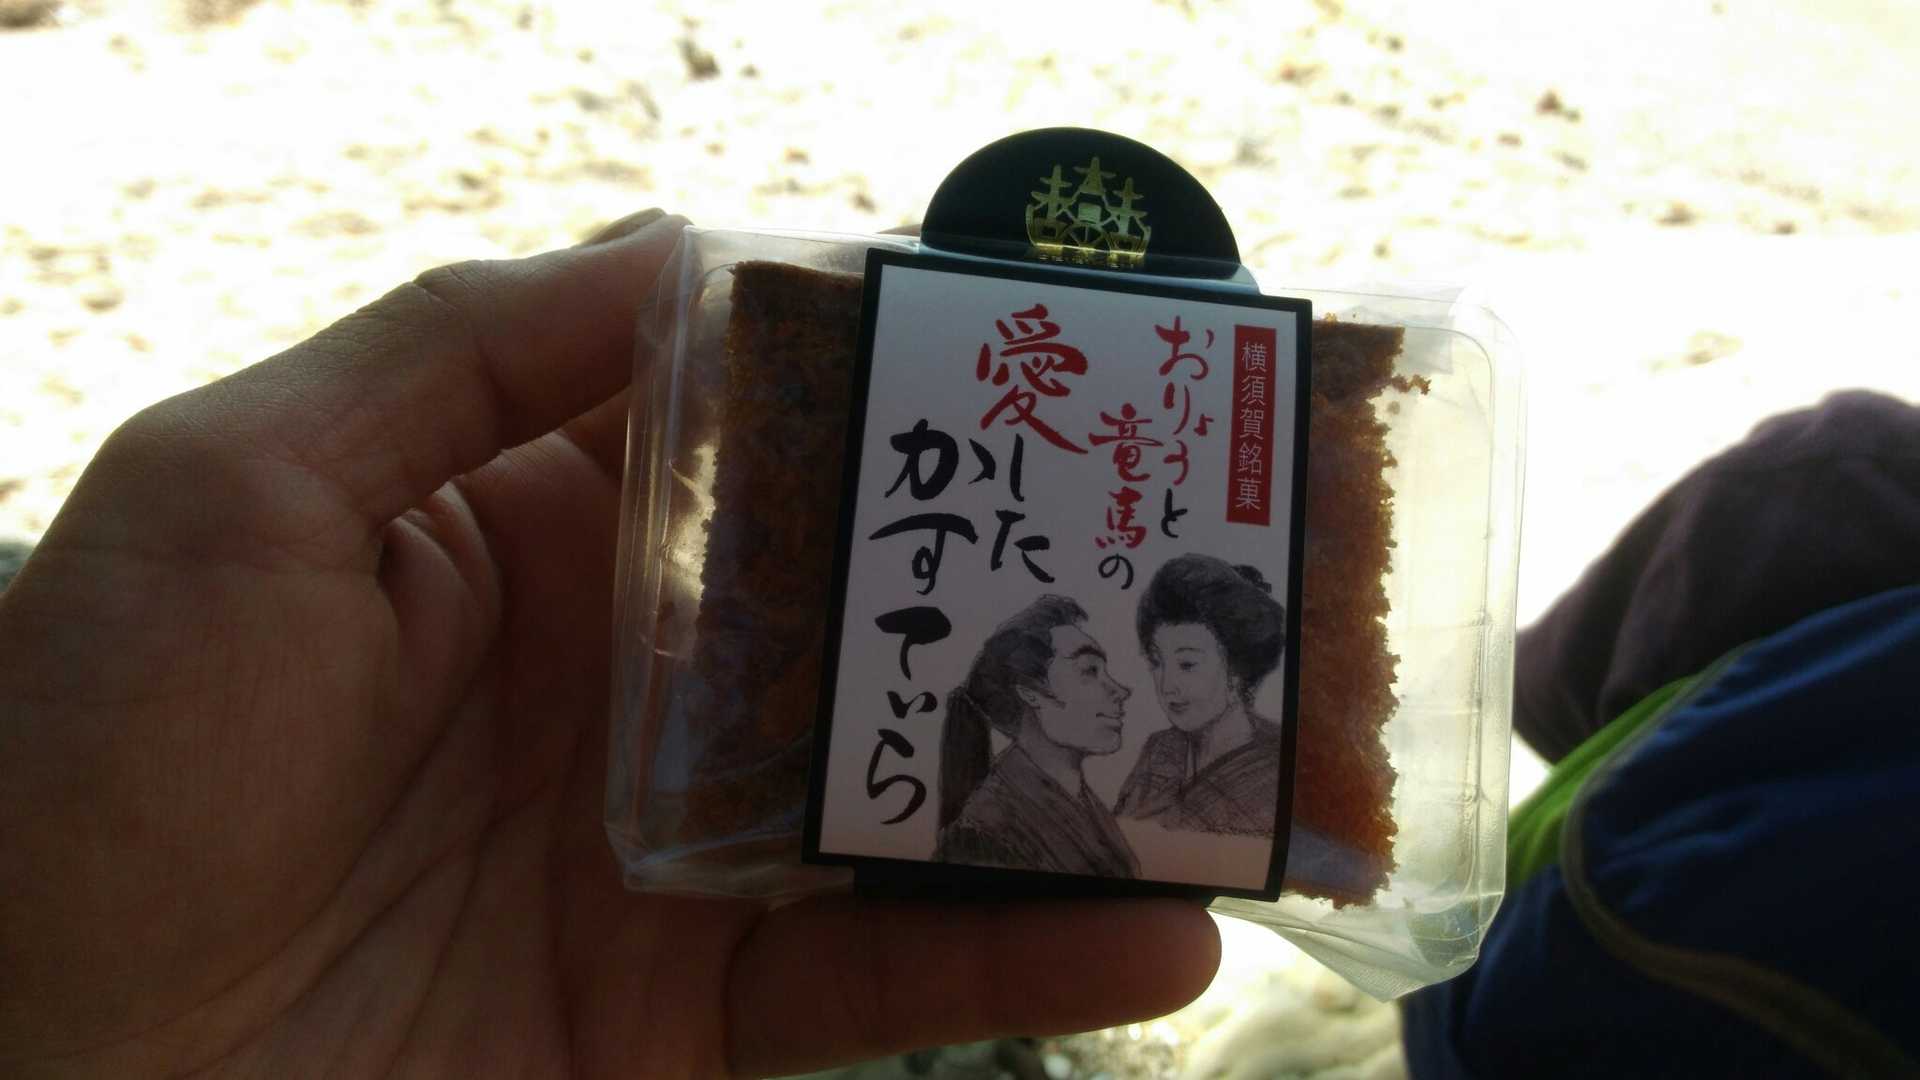 横須賀銘菓
おりょうと
竜馬の
愛した
かすてぃら